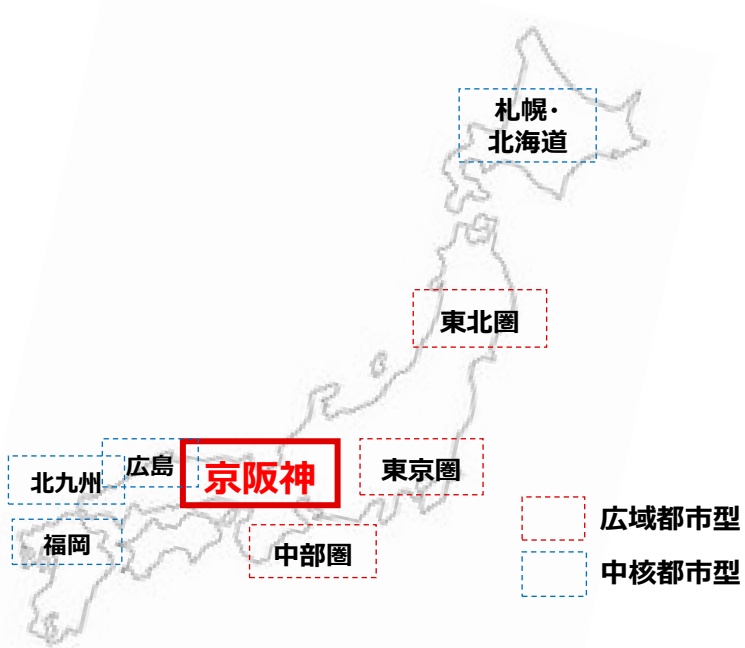 札幌・
北海道
東北圏
広島
京阪神
東京圏
北九州
福岡
中部圏
広域都市型
中核都市型